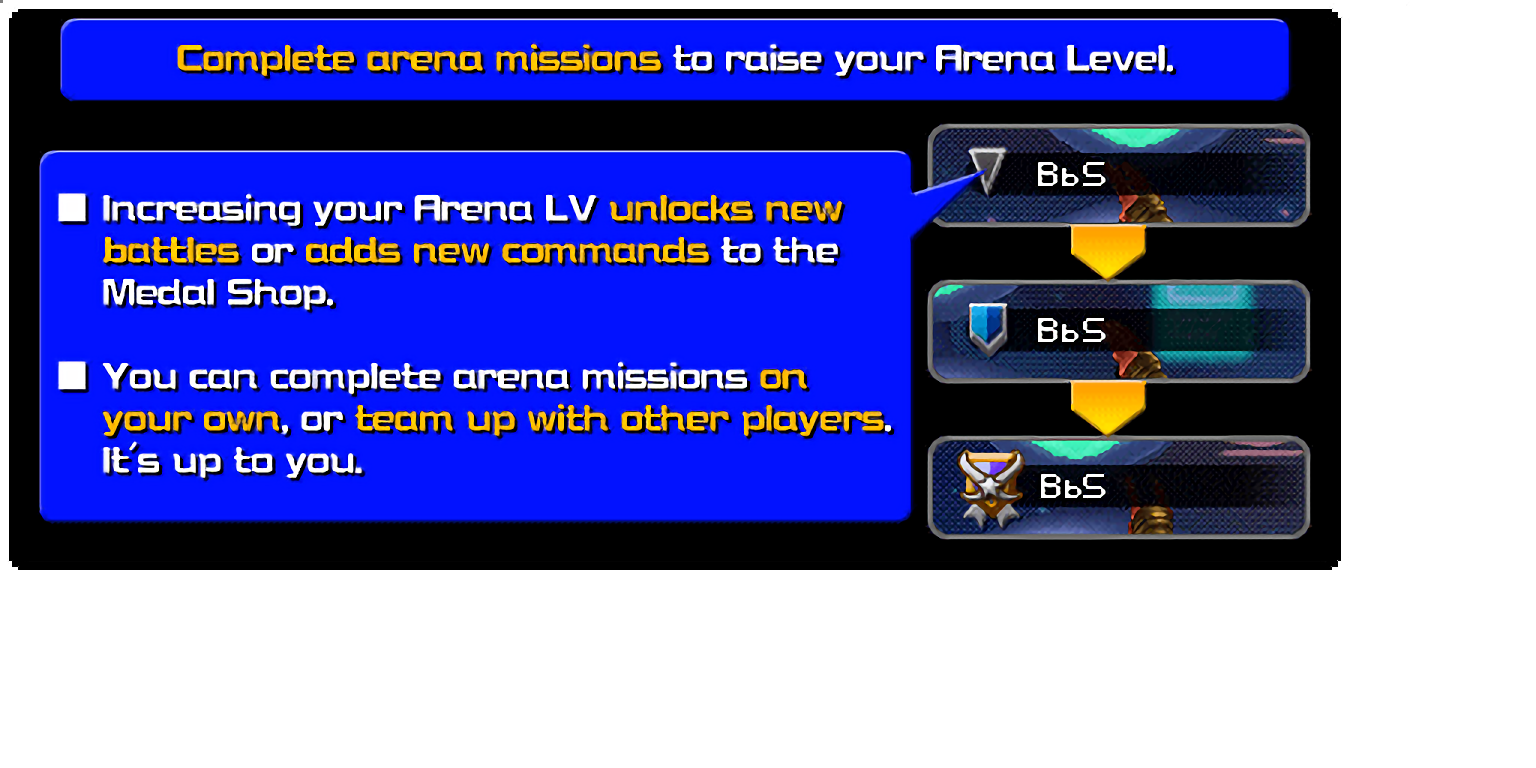 Complete arena missions to raise your Arena Level.
Increasing your Arena LV unlocks new
battles or adds new commands to the
Medal Shop.
You can complete arena missions on
your own, or team up with other players.
It's up to you.
BbS
BbS
BbS